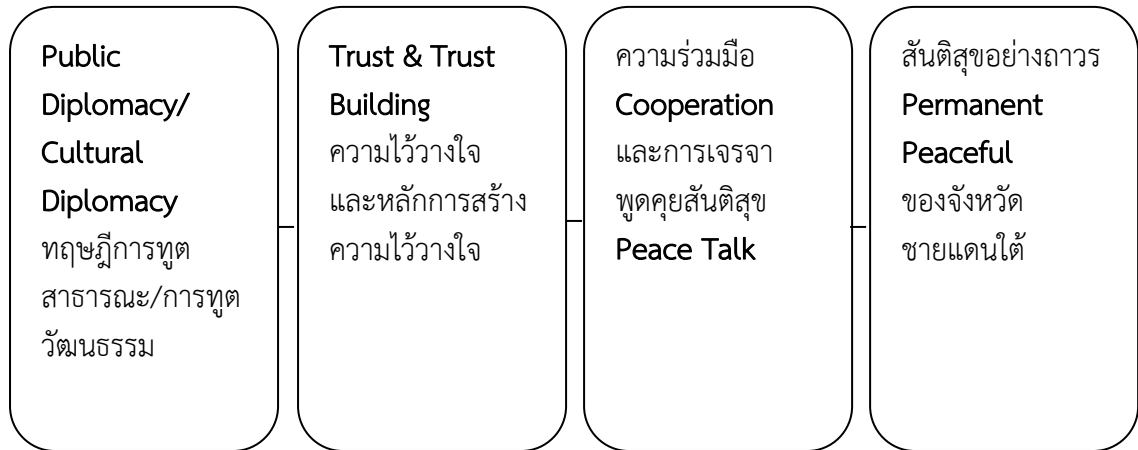 Public
Diplomacy/
Cultural
Diplomacy
ทฤษฎีการทูต
สาธารณะ/การทูต
วัฒนธรรม
Trust & Trust
Building
ความไว้วางใจ
และหลักการสร้าง
ความไว้วางใจ
ความร่วมมือ
Cooperation
และการเจรจา
พูดคุยสันติสุข
Peace Talk
สันติสุขอย่างถาวร
Permanent
Peaceful
ของจังหวัด
ชายแดนใต้